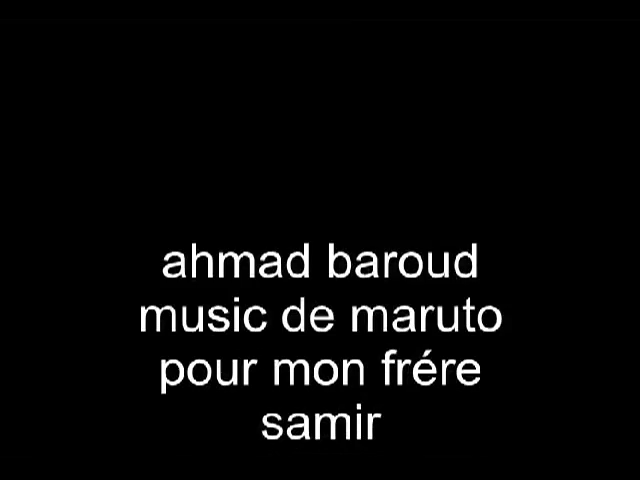 ahmad baroud
music de maruto
pour mon frére
samir